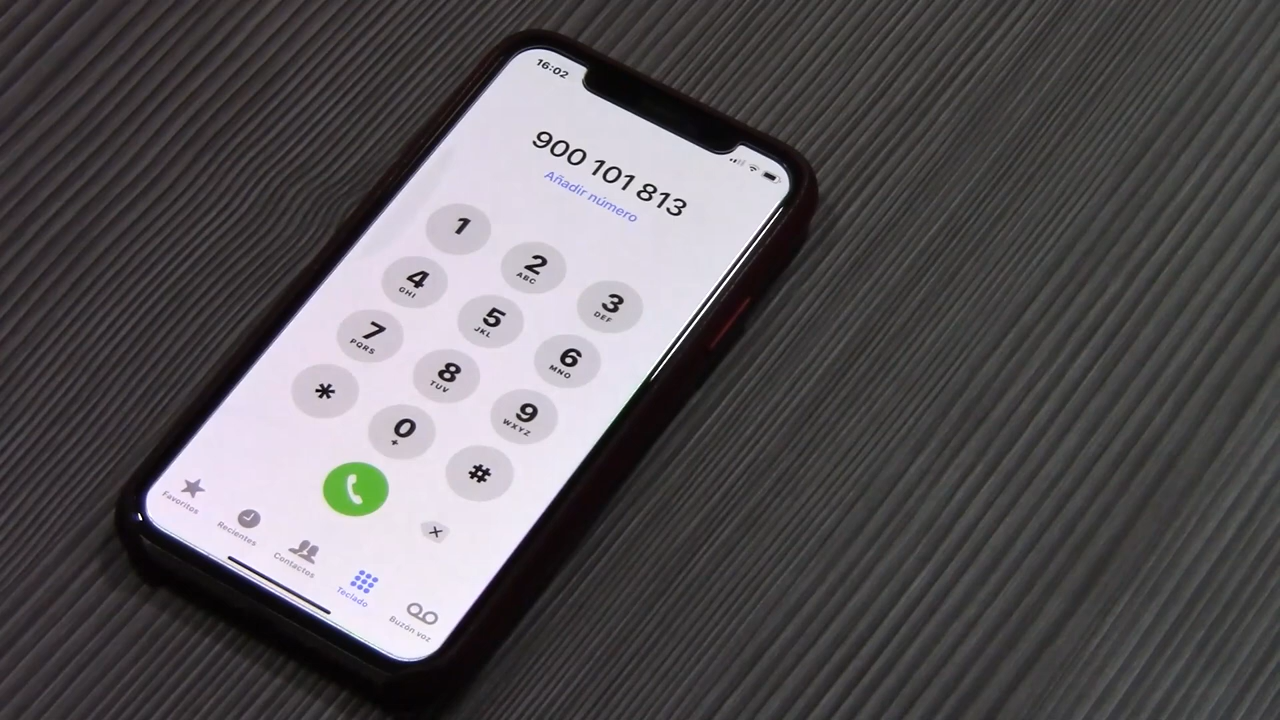 16:02
900 101 813
Añadir número
1
2
ABC
3
DEF
4
GHI
5
JKL
6
MNO
7
PQRS
8
TUV
9
WXYZ
*
0
+
#
Favoritos
Recientes
Contactos
Teclado
Buzón voz